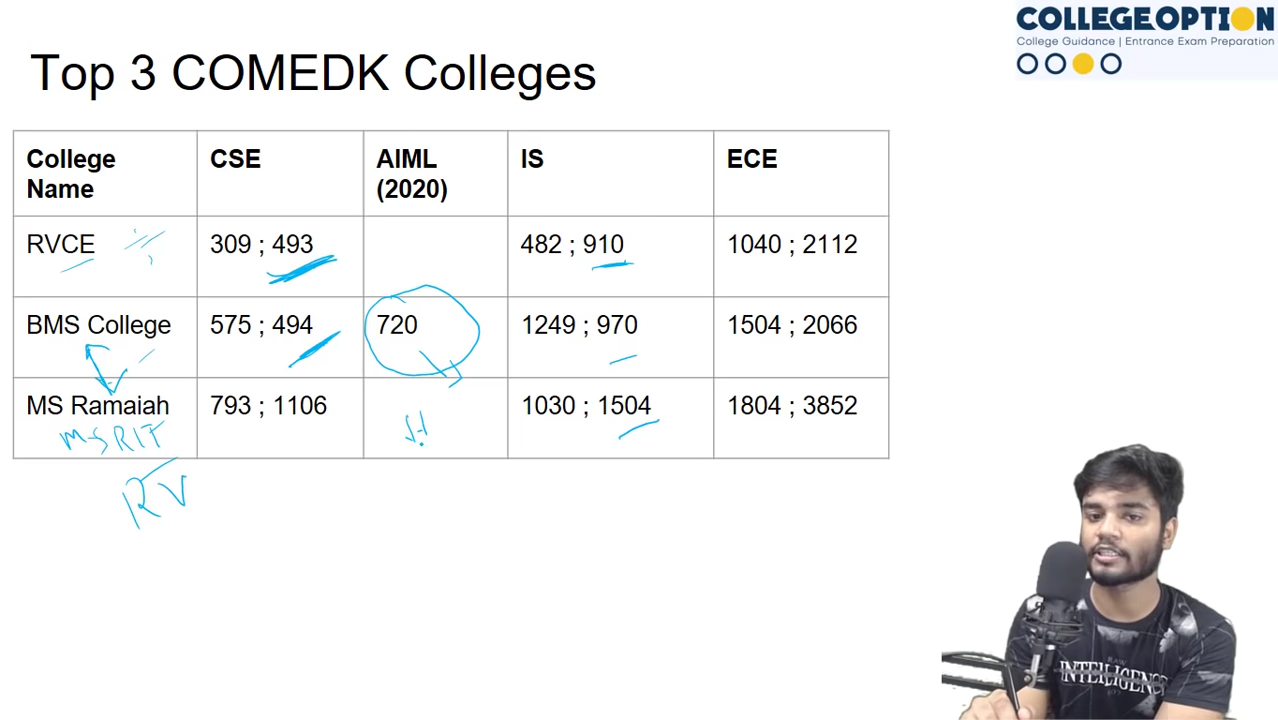 COLLEGEOPTION
College Guidance | Entrance Exam Preparation
Top 3 COMEDK Colleges
College Name
CSE
AIML (2020)
IS
ECE
RVCE
309 ; 493
482 ; 910
1040 ; 2112
BMS College
575 ; 494
720
1249 ; 970
1504 ; 2066
MS Ramaiah
793 ; 1106
1030 ; 1504
1804 ; 3852
MSRIT
RV
RAW
INTELLIGENCE